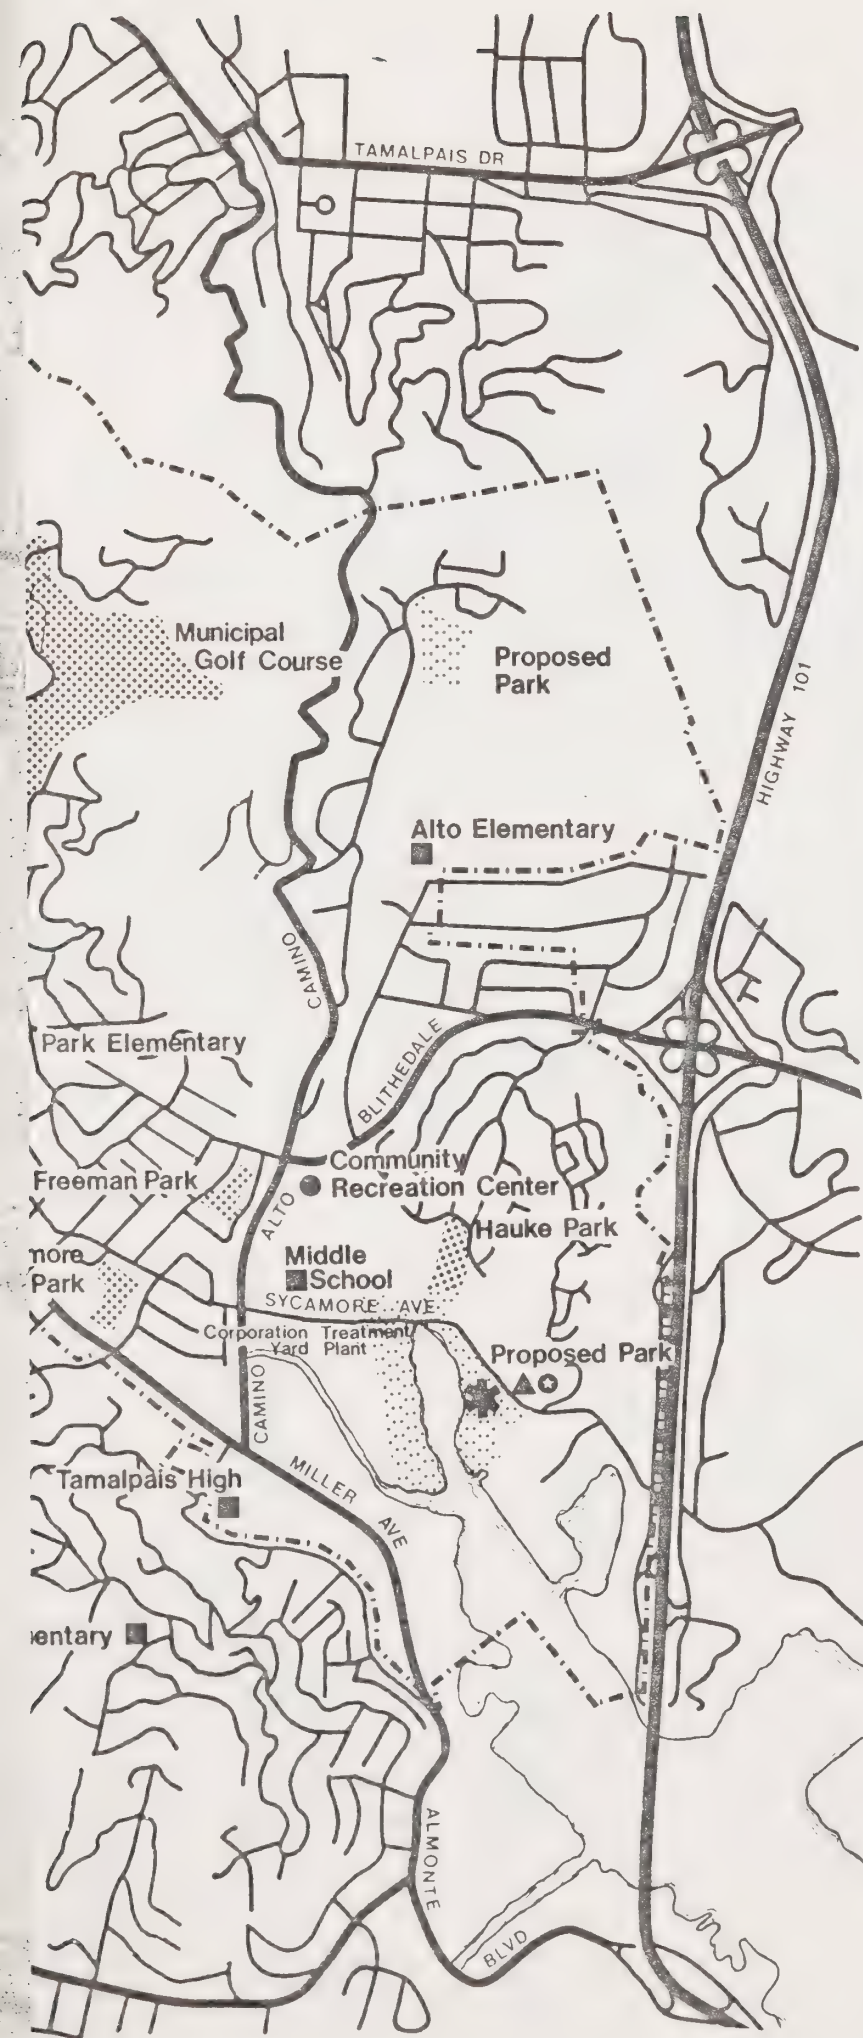 TAMALPAIS DR
Municipal
Golf Course
Proposed
Park
HIGHWAY 101
Alto Elementary
CAMINO
Park Elementary
BLITHEDALE
Community
Recreation Center
Freeman Park
ALTO
Hauke Park
more
Park
Middle
School
SYCAMORE AVE
Corporation Treatment
Yard Plant
Proposed Park
CAMINO
MILLER AVE
Tamalpais High
entary
ALMONTE
BLVD